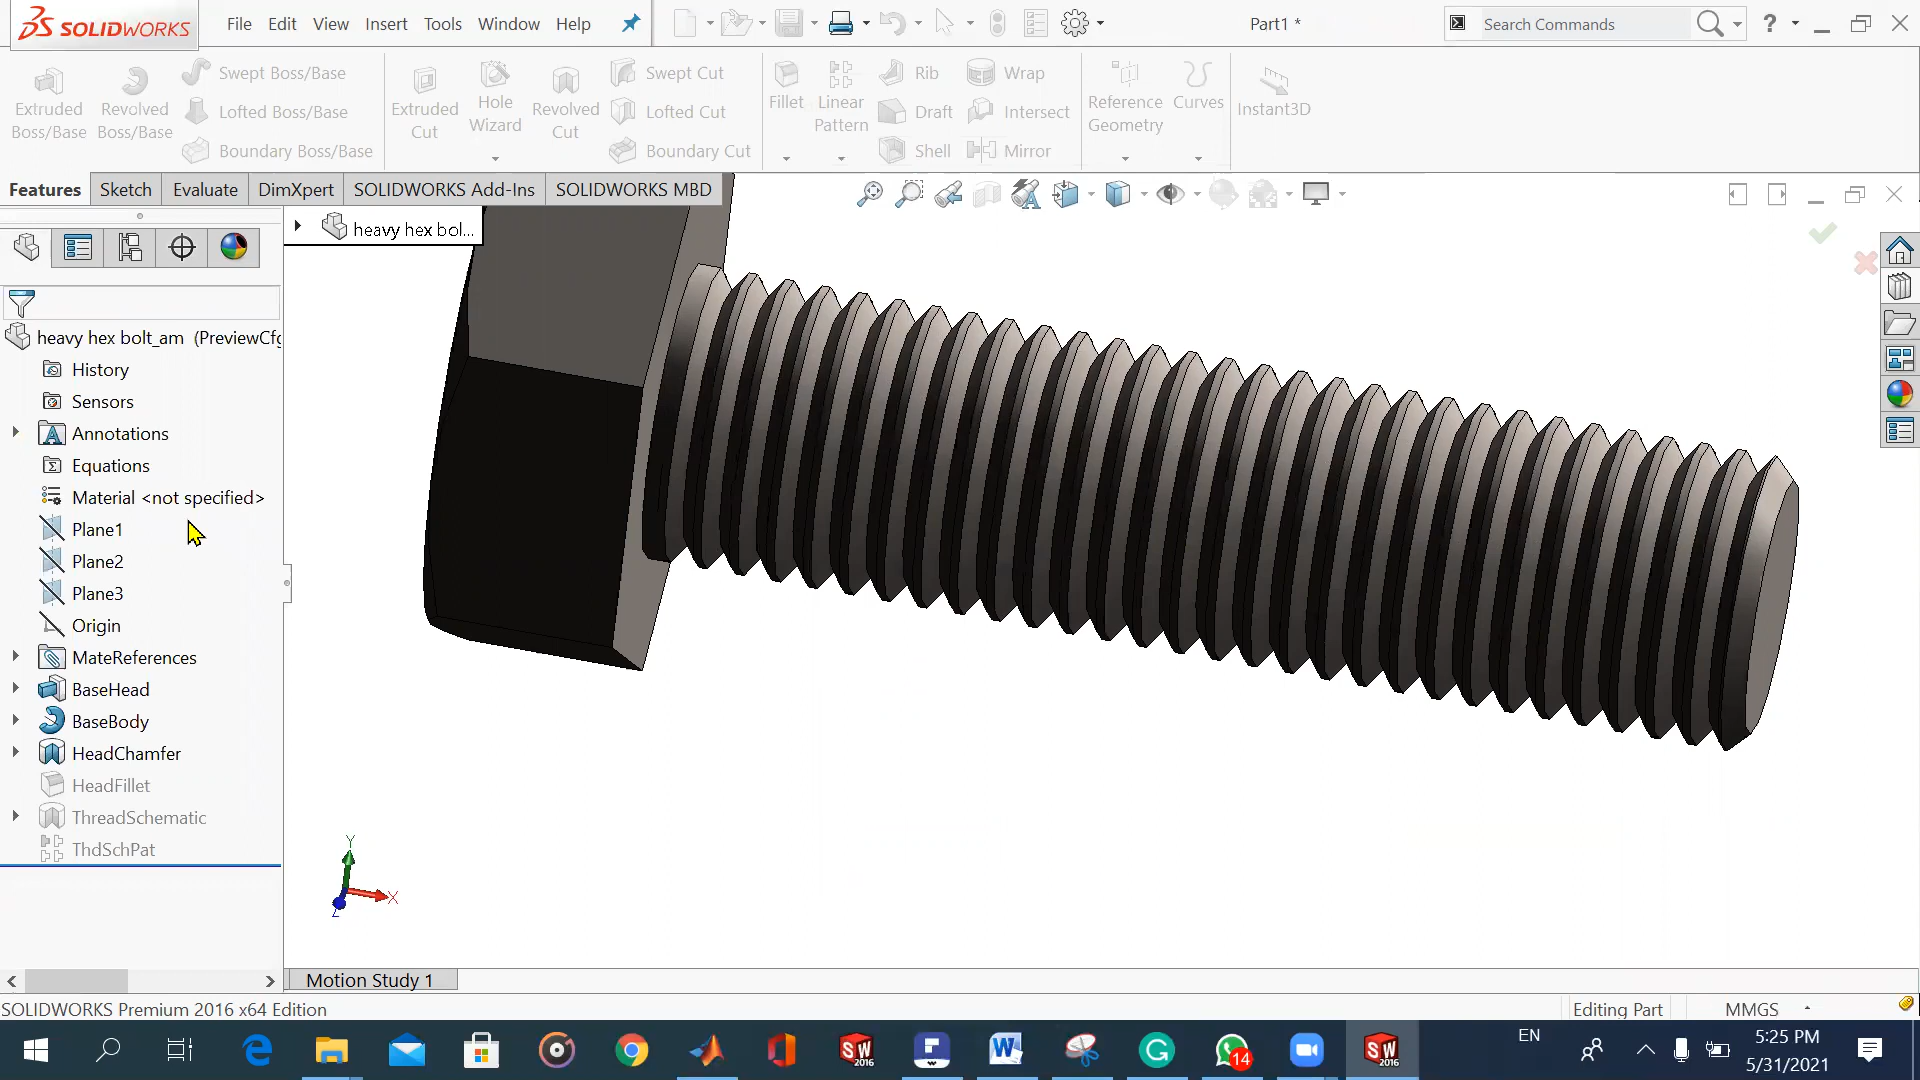 SOLIDWORKS File Edit View Insert Tools Window Help Part1 * Search Commands ?
Extruded Boss/Base
Revolved Boss/Base
Swept Boss/Base
Lofted Boss/Base
Boundary Boss/Base
Extruded Cut
Hole Wizard
Revolved Cut
Swept Cut
Lofted Cut
Boundary Cut
Fillet
Linear Pattern
Rib
Draft
Shell
Wrap
Intersect
Mirror
Reference Geometry
Curves
Instant3D
Features Sketch Evaluate DimXpert SOLIDWORKS Add-Ins SOLIDWORKS MBD
heavy hex bol...
heavy hex bolt_am (PreviewCfg
History
Sensors
Annotations
Equations
Material <not specified>
Plane1
Plane2
Plane3
Origin
MateReferences
BaseHead
BaseBody
HeadChamfer
HeadFillet
ThreadSchematic
ThdSchPat
Y
X
Z
Motion Study 1
SOLIDWORKS Premium 2016 x64 Edition Editing Part MMGS
SW 2016
W
14
SW 2016
EN
5:25 PM
5/31/2021